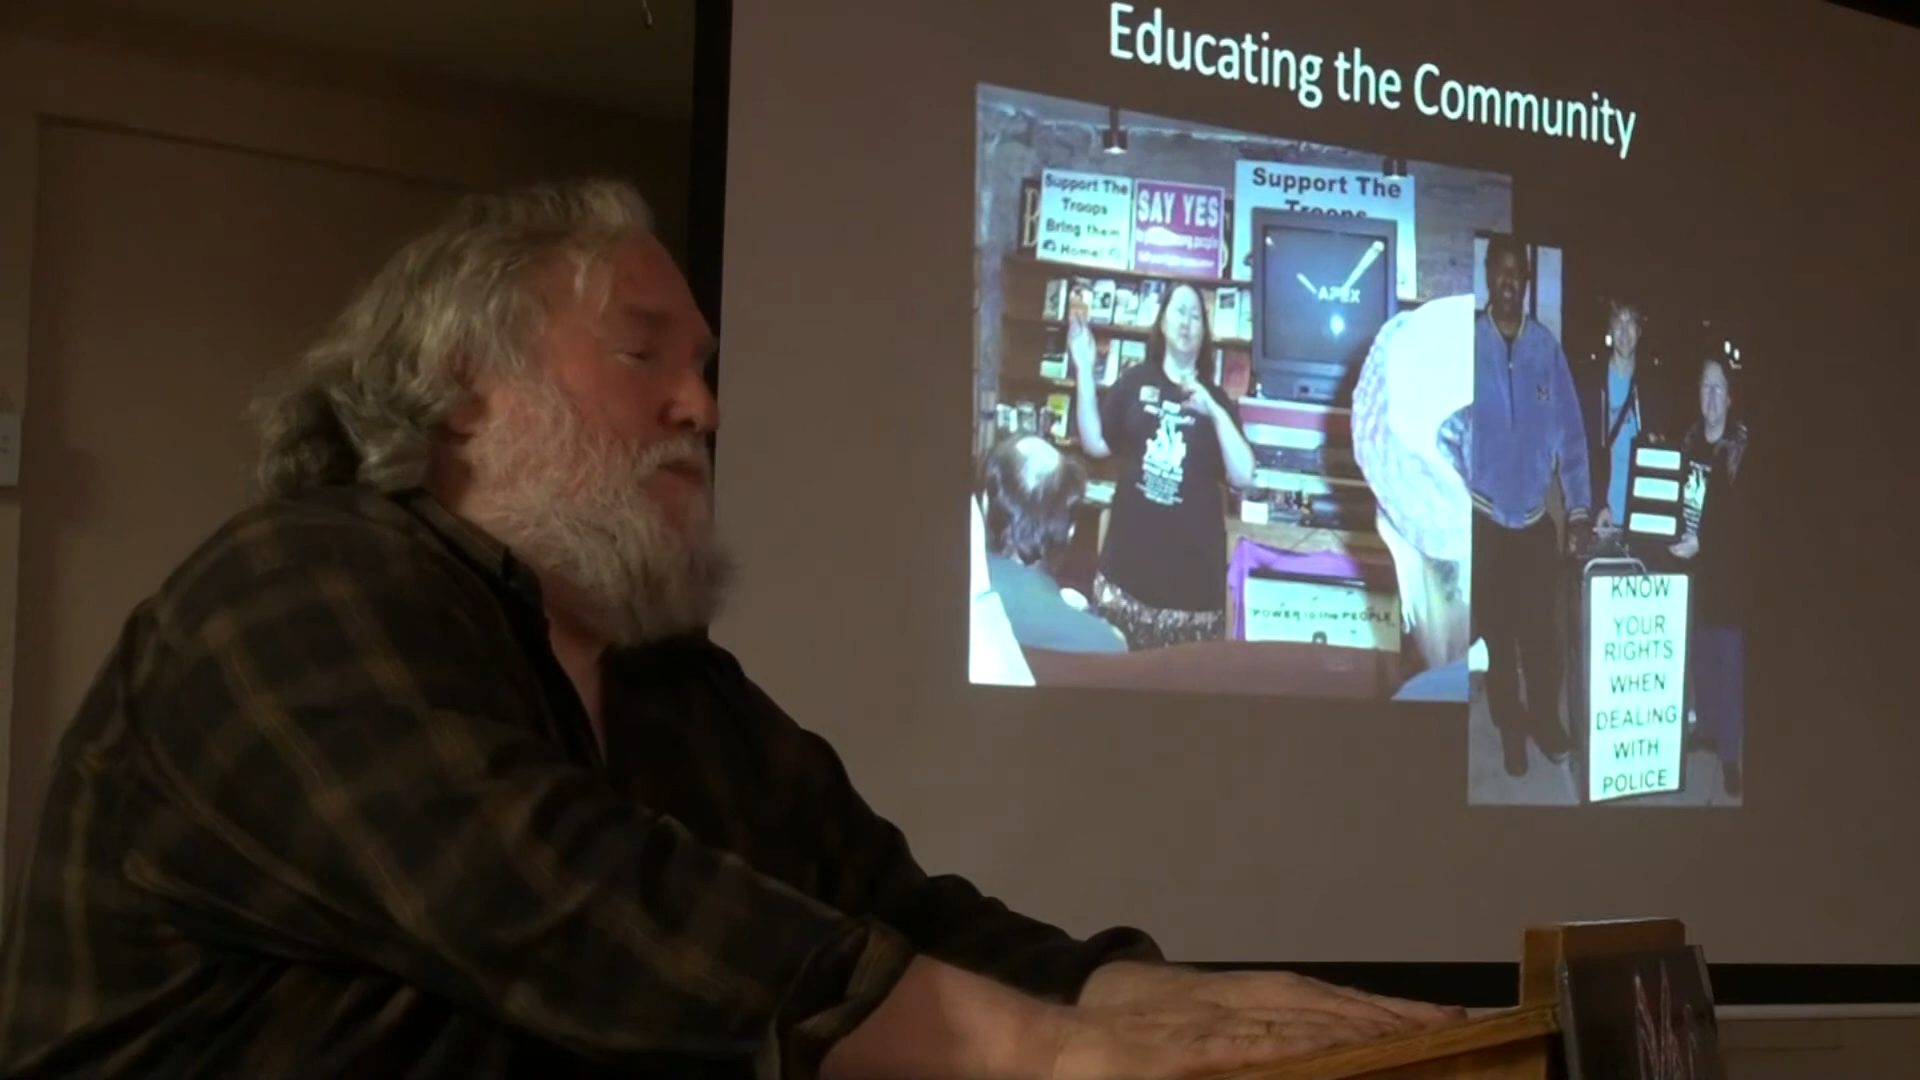 Educating the Community
Support The
Troops
Bring them
Home!
SAY YES
Support The
Troops
APEX
POWER to the PEOPLE
KNOW
YOUR
RIGHTS
WHEN
DEALING
WITH
POLICE